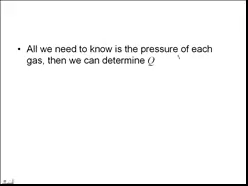 • All we need to know is the pressure of each
gas, then we can determine Q